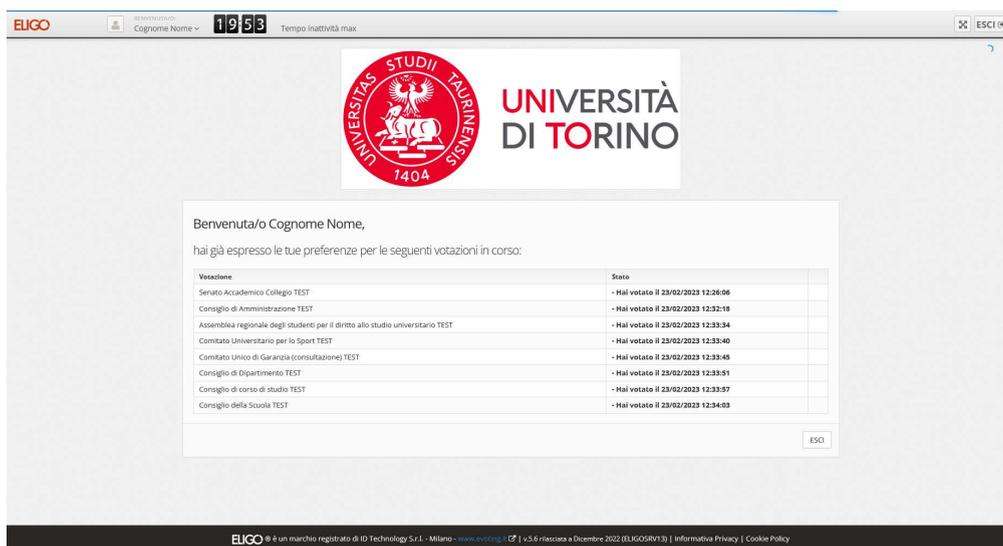 ELIGO
BENVENUTA/O:
Cognome Nome
19:53
Tempo inattività max
ESCI
UNIVERSITAS STUDII TAURINENSIS
1404
UNIVERSITÀ
DI TORINO
Benvenuta/o Cognome Nome,
hai già espresso le tue preferenze per le seguenti votazioni in corso:
Votazione Stato
Senato Accademico Collegio TEST - Hai votato il 23/02/2023 12:26:06
Consiglio di Amministrazione TEST - Hai votato il 23/02/2023 12:32:18
Assemblea regionale degli studenti per il diritto allo studio universitario TEST - Hai votato il 23/02/2023 12:33:34
Comitato Universitario per lo Sport TEST - Hai votato il 23/02/2023 12:33:40
Comitato Unico di Garanzia (consultazione) TEST - Hai votato il 23/02/2023 12:33:45
Consiglio di Dipartimento TEST - Hai votato il 23/02/2023 12:33:51
Consiglio di corso di studio TEST - Hai votato il 23/02/2023 12:33:57
Consiglio della Scuola TEST - Hai votato il 23/02/2023 12:34:03
ESCI
ELIGO ® è un marchio registrato di ID Technology S.r.l. - Milano - www.evoting.it | v.5.6 rilasciata a Dicembre 2022 (ELIGOSRV13) | Informativa Privacy | Cookie Policy